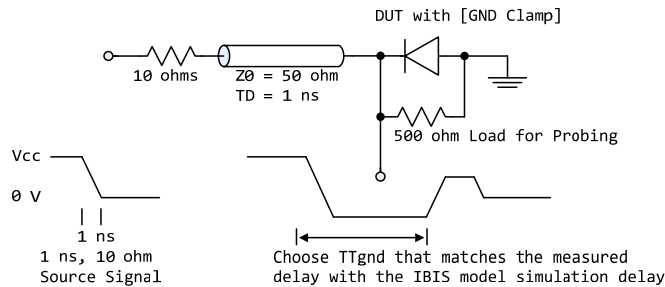 DUT with [GND Clamp]
10 ohms
Z0 = 50 ohm
TD = 1 ns
500 ohm Load for Probing
Vcc
0 V
1 ns
1 ns, 10 ohm
Source Signal
Choose TTgnd that matches the measured
delay with the IBIS model simulation delay